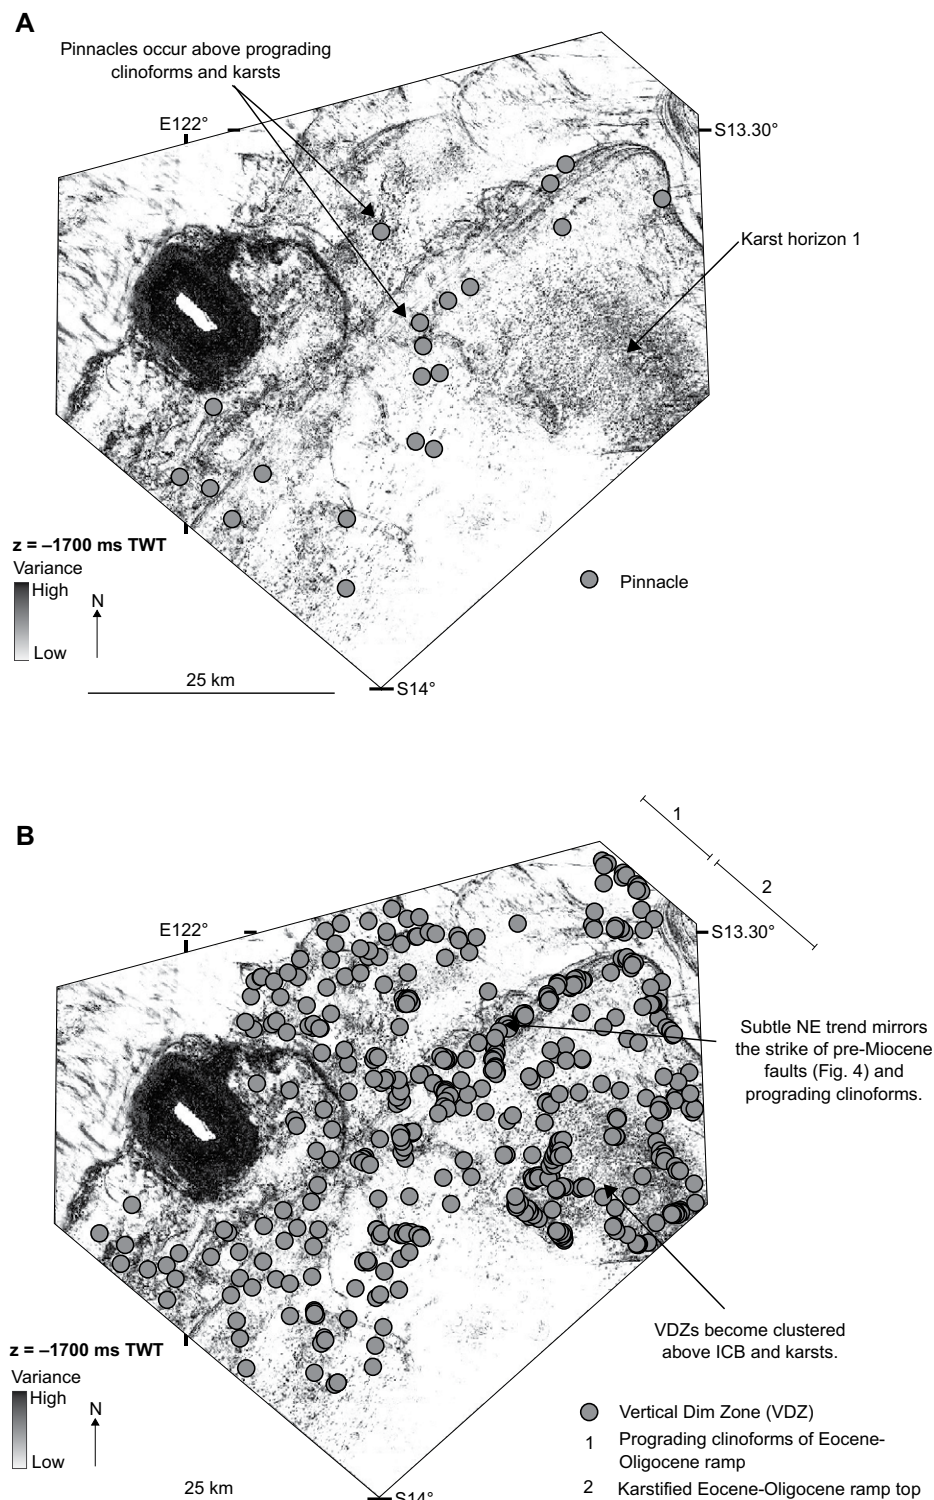 A
Pinnacles occur above prograding
clinoforms and karsts
E122°
S13.30°
Karst horizon 1
z = –1700 ms TWT
Variance
High
Low
N
25 km
Pinnacle
S14°
B
1
2
E122°
S13.30°
Subtle NE trend mirrors
the strike of pre-Miocene
faults (Fig. 4) and
prograding clinoforms.
VDZs become clustered
above ICB and karsts.
z = –1700 ms TWT
Variance
High
Low
N
25 km
S14°
Vertical Dim Zone (VDZ)
1 Prograding clinoforms of Eocene-
Oligocene ramp
2 Karstified Eocene-Oligocene ramp top